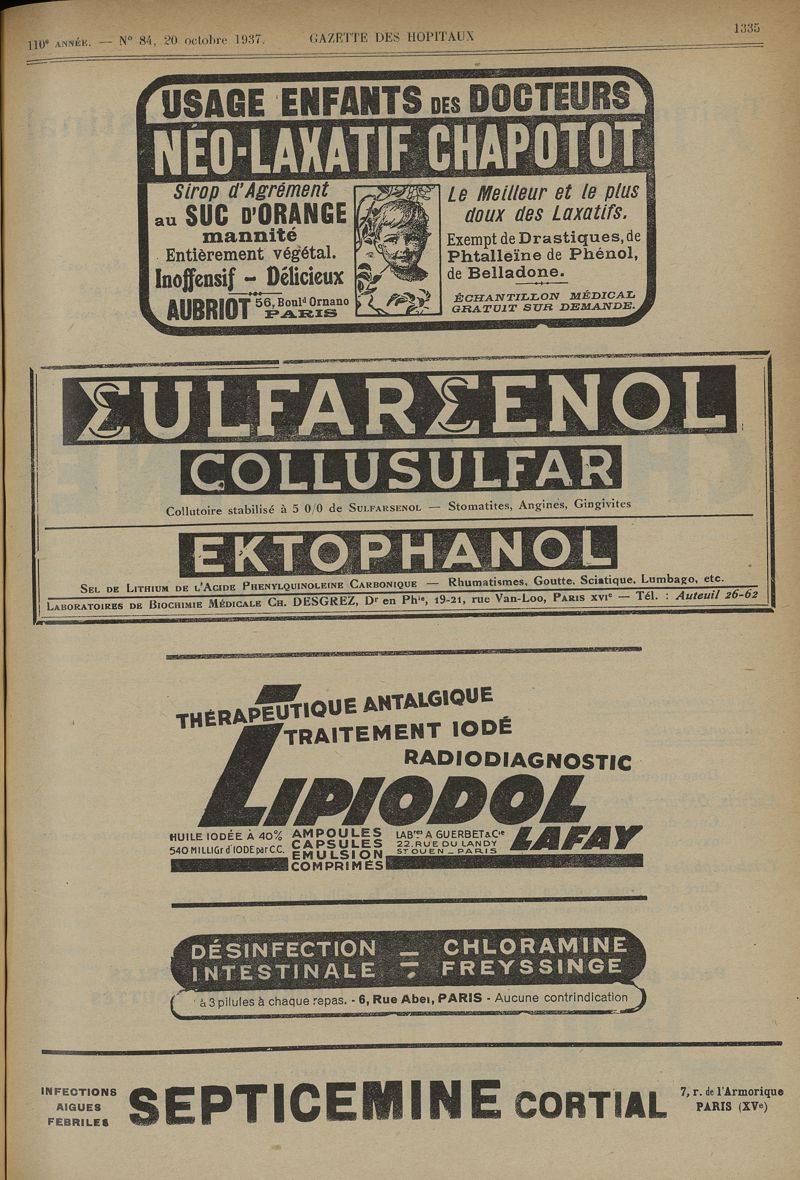 110e ANNÉE. — N° 84, 20 octobre 1937. GAZETTE DES HOPITAUX 1335
USAGE ENFANTS DES DOCTEURS
NÉO-LAXATIF CHAPOTOT
Sirop d'Agrément
au SUC D'ORANGE
mannité
Entièrement végétal.
Inoffensif - Délicieux
AUBRIOT 56, Bould Ornano
PARIS
Le Meilleur et le plus
doux des Laxatifs.
Exempt de Drastiques, de
Phtalleïne de Phénol,
de Belladone.
ÉCHANTILLON MÉDICAL
GRATUIT SUR DEMANDE.
ΣULFARΣENOL
COLLUSULFAR
Collutoire stabilisé à 5 0/0 de SULFARSENOL — Stomatites, Angines, Gingivites
EKTOPHANOL
SEL DE LITHIUM DE L'ACIDE PHENYLQUINOLEINE CARBONIQUE — Rhumatismes, Goutte, Sciatique, Lumbago, etc.
LABORATOIRES DE BIOCHIMIE MÉDICALE CH. DESGREZ, Dr en Phie, 19-21, rue Van-Loo, PARIS XVIe — Tél. : Auteuil 26-62
THÉRAPEUTIQUE ANTALGIQUE
TRAITEMENT IODÉ
RADIODIAGNOSTIC
LIPIODOL
LAFAY
HUILE IODÉE À 40%
540 MILLIGr d'IODE par C.C.
AMPOULES
CAPSULES
EMULSION
COMPRIMÉS
LABres A GUERBET & Cie
22. RUE DU LANDY
ST OUEN _ PARIS
DÉSINFECTION = CHLORAMINE
INTESTINALE = FREYSSINGE
à 3 pilules à chaque repas. - 6, Rue Abel, PARIS - Aucune contrindication
INFECTIONS
AIGUES
FEBRILES
SEPTICEMINE CORTIAL
7, r. de l'Armorique
PARIS (XVe)